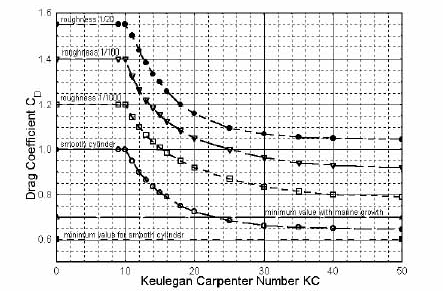 1.6
roughness 1/20
1.4
roughness 1/100
1.2
roughness 1/1000
1.0
smooth cylinder
0.8
minimum value with marine growth
minimum value for smooth cylinder
0.6
Drag Coefficient CD
0 10 20 30 40 50
Keulegan Carpenter Number KC